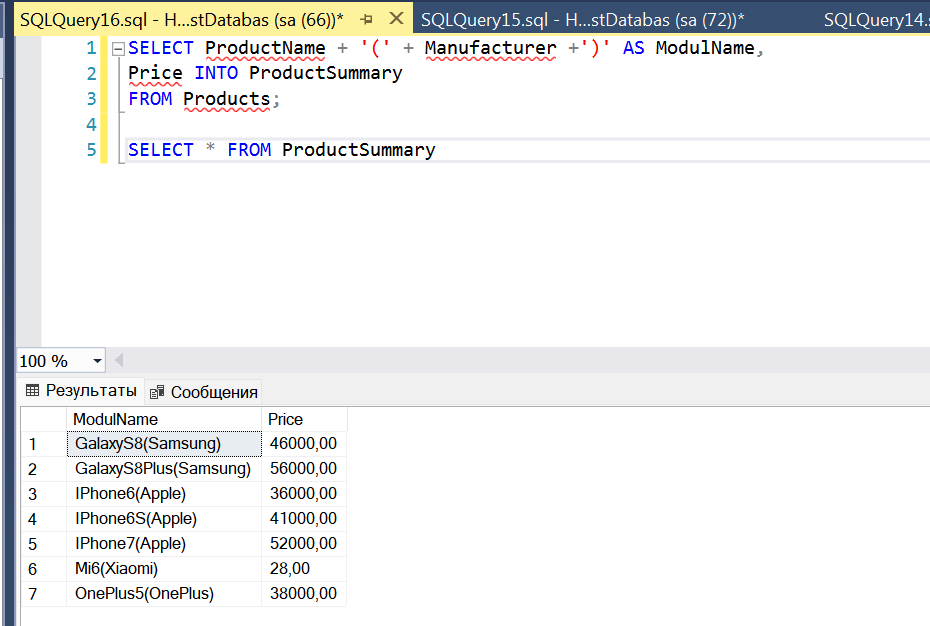 SQLQuery16.sql - H...stDatabas (sa (66))* SQLQuery15.sql - H...stDatabas (sa (72))* SQLQuery14.s
1 SELECT ProductName + '(' + Manufacturer +')' AS ModulName,
2 Price INTO ProductSummary
3 FROM Products;
4
5 SELECT * FROM ProductSummary
100 %
Результаты Сообщения
ModulName Price
1 GalaxyS8(Samsung) 46000,00
2 GalaxyS8Plus(Samsung) 56000,00
3 IPhone6(Apple) 36000,00
4 IPhone6S(Apple) 41000,00
5 IPhone7(Apple) 52000,00
6 Mi6(Xiaomi) 28,00
7 OnePlus5(OnePlus) 38000,00